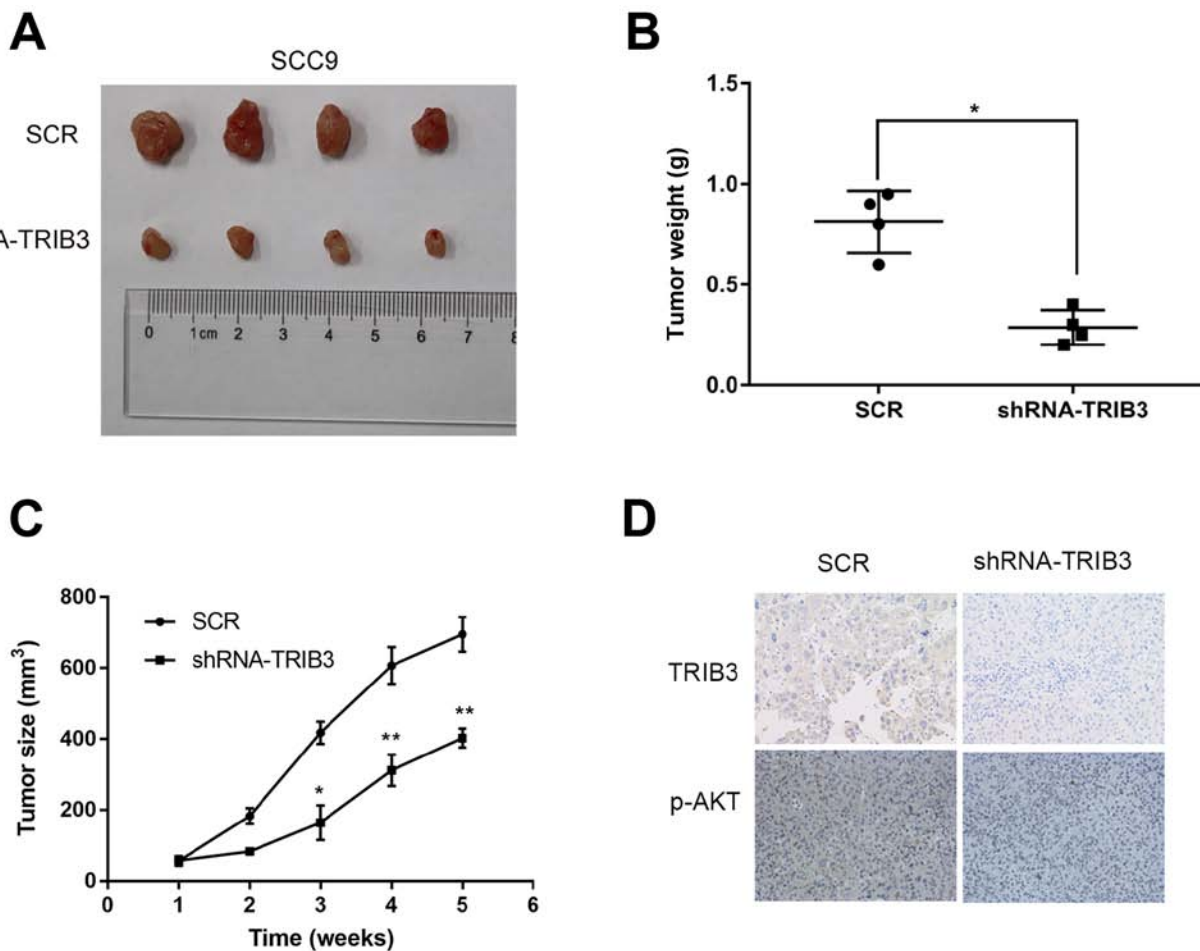 A
SCC9
SCR
A-TRIB3
0 1cm 2 3 4 5 6 7 8
B
1.5
1.0
0.5
0.0
Tumor weight (g)
*
SCR shRNA-TRIB3
C
800
600
400
200
0
Tumor size (mm³)
SCR
shRNA-TRIB3
*
**
**
0 1 2 3 4 5 6
Time (weeks)
D
SCR shRNA-TRIB3
TRIB3
p-AKT